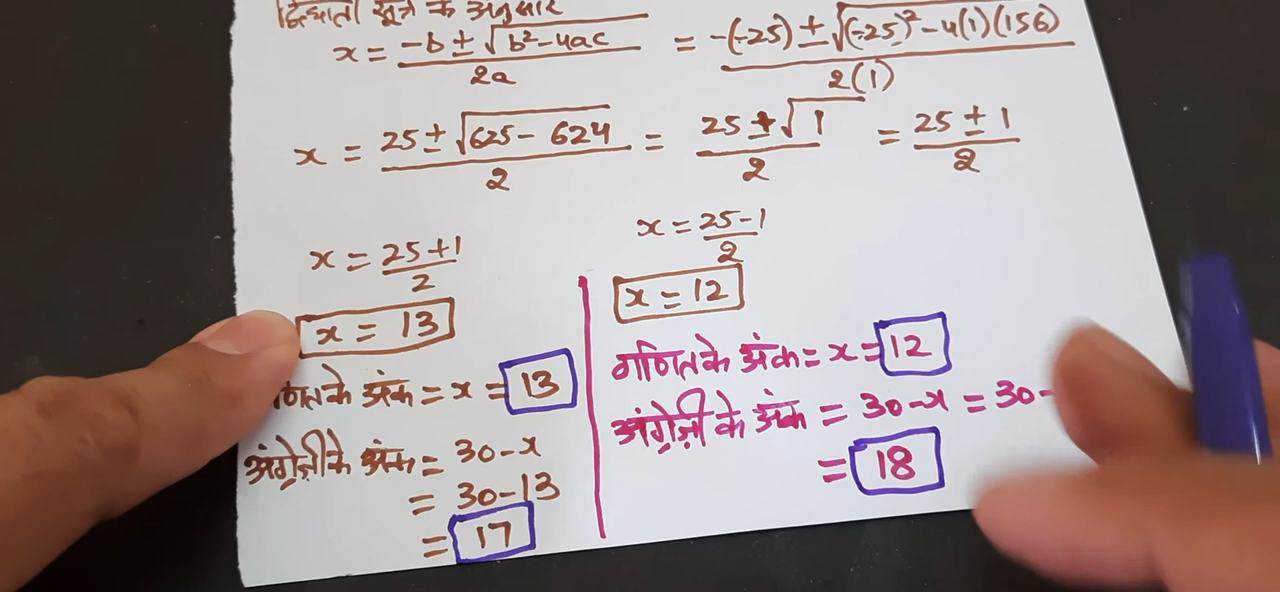 द्विघाती सूत्र के अनुसार
x = -b ± √b²-4ac / 2a = -(-25) ± √(-25)²-4(1)(156) / 2(1)
x = 25 ± √625-624 / 2 = 25 ± √1 / 2 = 25 ± 1 / 2
x = 25+1 / 2
x = 13
के अंक = x = 13
अंग्रेज़ी के अंक = 30-x
= 30-13
= 17
x = 25-1 / 2
x = 12
गणित के अंक = x = 12
अंग्रेज़ी के अंक = 30-x = 30-
= 18